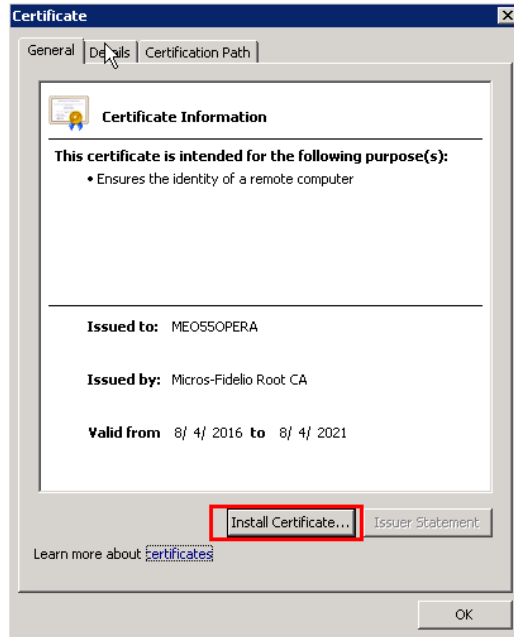 Certificate
General Details Certification Path
Certificate Information
This certificate is intended for the following purpose(s):
• Ensures the identity of a remote computer
Issued to: MEO55OPERA
Issued by: Micros-Fidelio Root CA
Valid from 8/ 4/ 2016 to 8/ 4/ 2021
Install Certificate... Issuer Statement
Learn more about certificates
OK